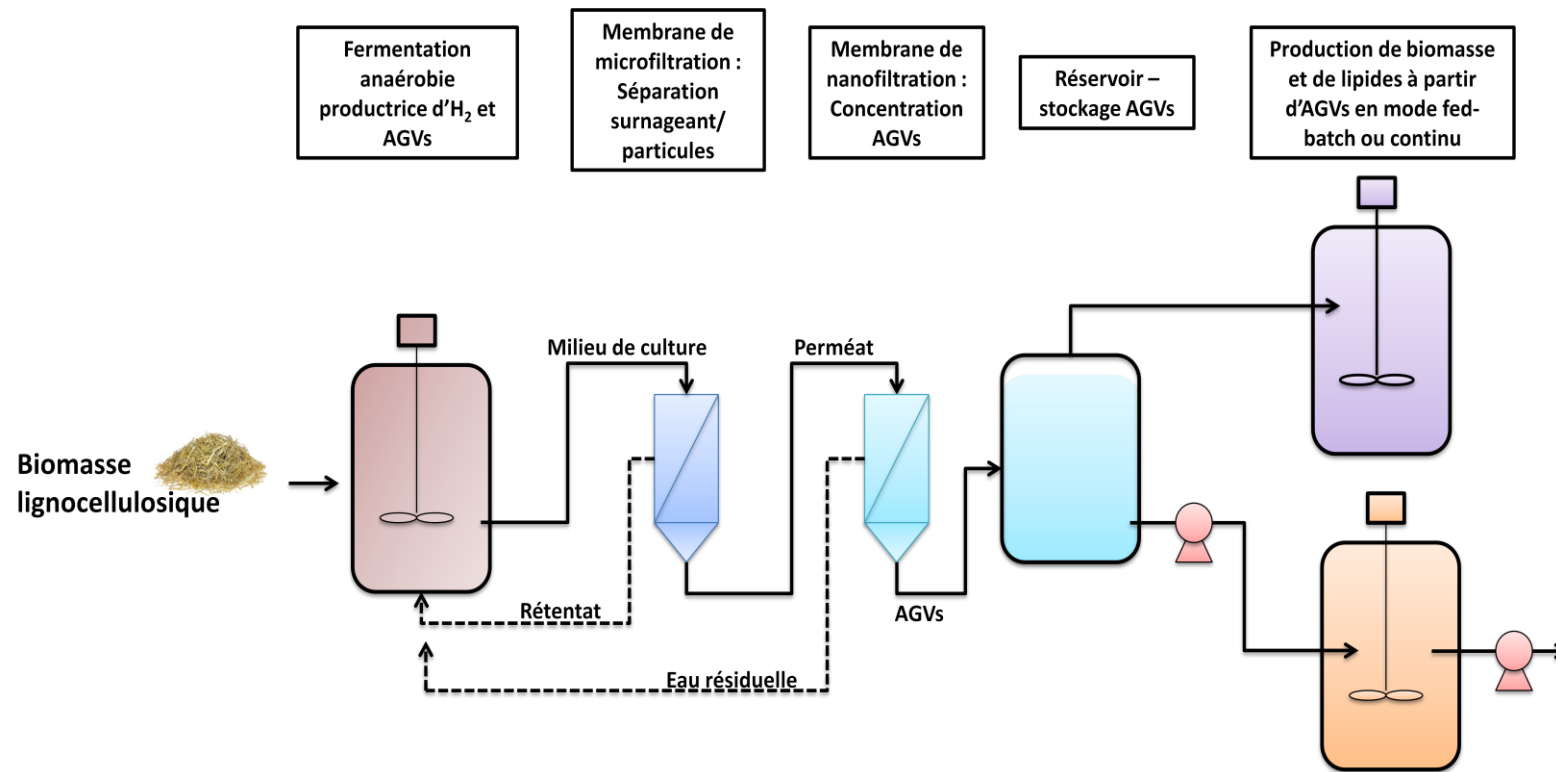 Fermentation
anaérobie
productrice d'H₂ et
AGVs
Membrane de
microfiltration :
Séparation
surnageant/
particules
Membrane de
nanofiltration :
Concentration
AGVs
Réservoir –
stockage AGVs
Production de biomasse
et de lipides à partir
d'AGVs en mode fed-
batch ou continu
Milieu de culture
Perméat
Biomasse
lignocellulosique
Rétentat
AGVs
Eau résiduelle